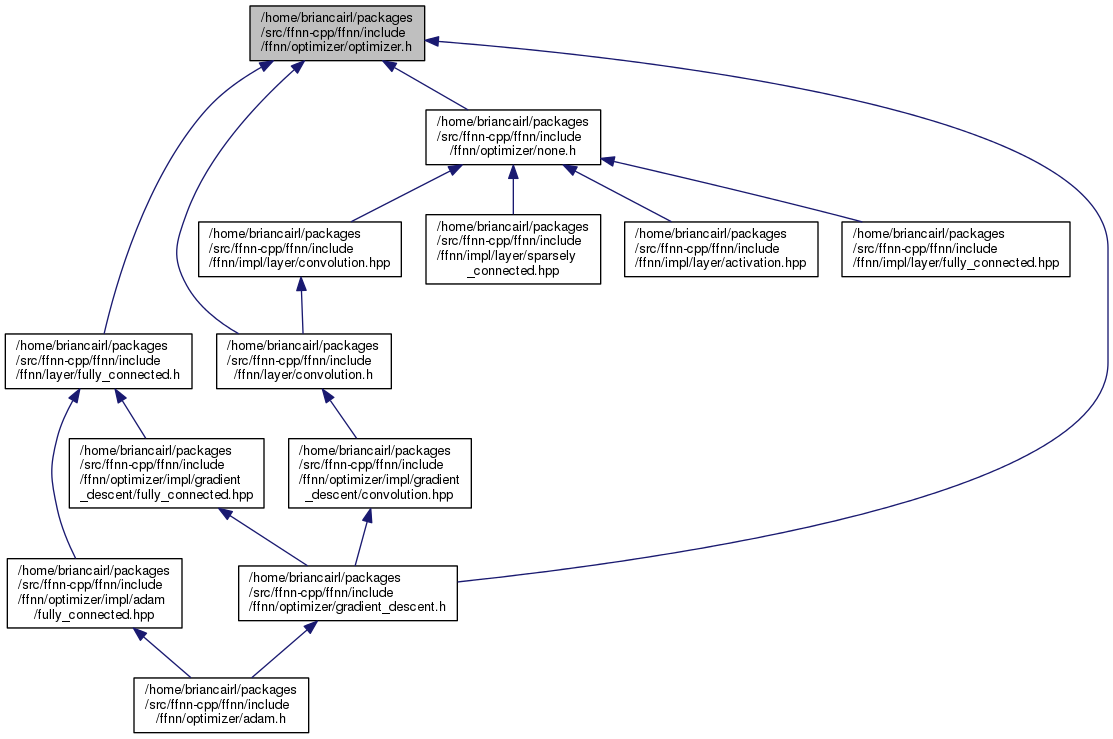 /home/briancairl/packages
/src/ffnn-cpp/ffnn/include
/ffnn/optimizer/optimizer.h
/home/briancairl/packages
/src/ffnn-cpp/ffnn/include
/ffnn/optimizer/none.h
/home/briancairl/packages
/src/ffnn-cpp/ffnn/include
/ffnn/impl/layer/convolution.hpp
/home/briancairl/packages
/src/ffnn-cpp/ffnn/include
/ffnn/impl/layer/sparsely
_connected.hpp
/home/briancairl/packages
/src/ffnn-cpp/ffnn/include
/ffnn/impl/layer/activation.hpp
/home/briancairl/packages
/src/ffnn-cpp/ffnn/include
/ffnn/impl/layer/fully_connected.hpp
/home/briancairl/packages
/src/ffnn-cpp/ffnn/include
/ffnn/layer/fully_connected.h
/home/briancairl/packages
/src/ffnn-cpp/ffnn/include
/ffnn/layer/convolution.h
/home/briancairl/packages
/src/ffnn-cpp/ffnn/include
/ffnn/optimizer/impl/gradient
_descent/fully_connected.hpp
/home/briancairl/packages
/src/ffnn-cpp/ffnn/include
/ffnn/optimizer/impl/gradient
_descent/convolution.hpp
/home/briancairl/packages
/src/ffnn-cpp/ffnn/include
/ffnn/optimizer/impl/adam
/fully_connected.hpp
/home/briancairl/packages
/src/ffnn-cpp/ffnn/include
/ffnn/optimizer/gradient_descent.h
/home/briancairl/packages
/src/ffnn-cpp/ffnn/include
/ffnn/optimizer/adam.h